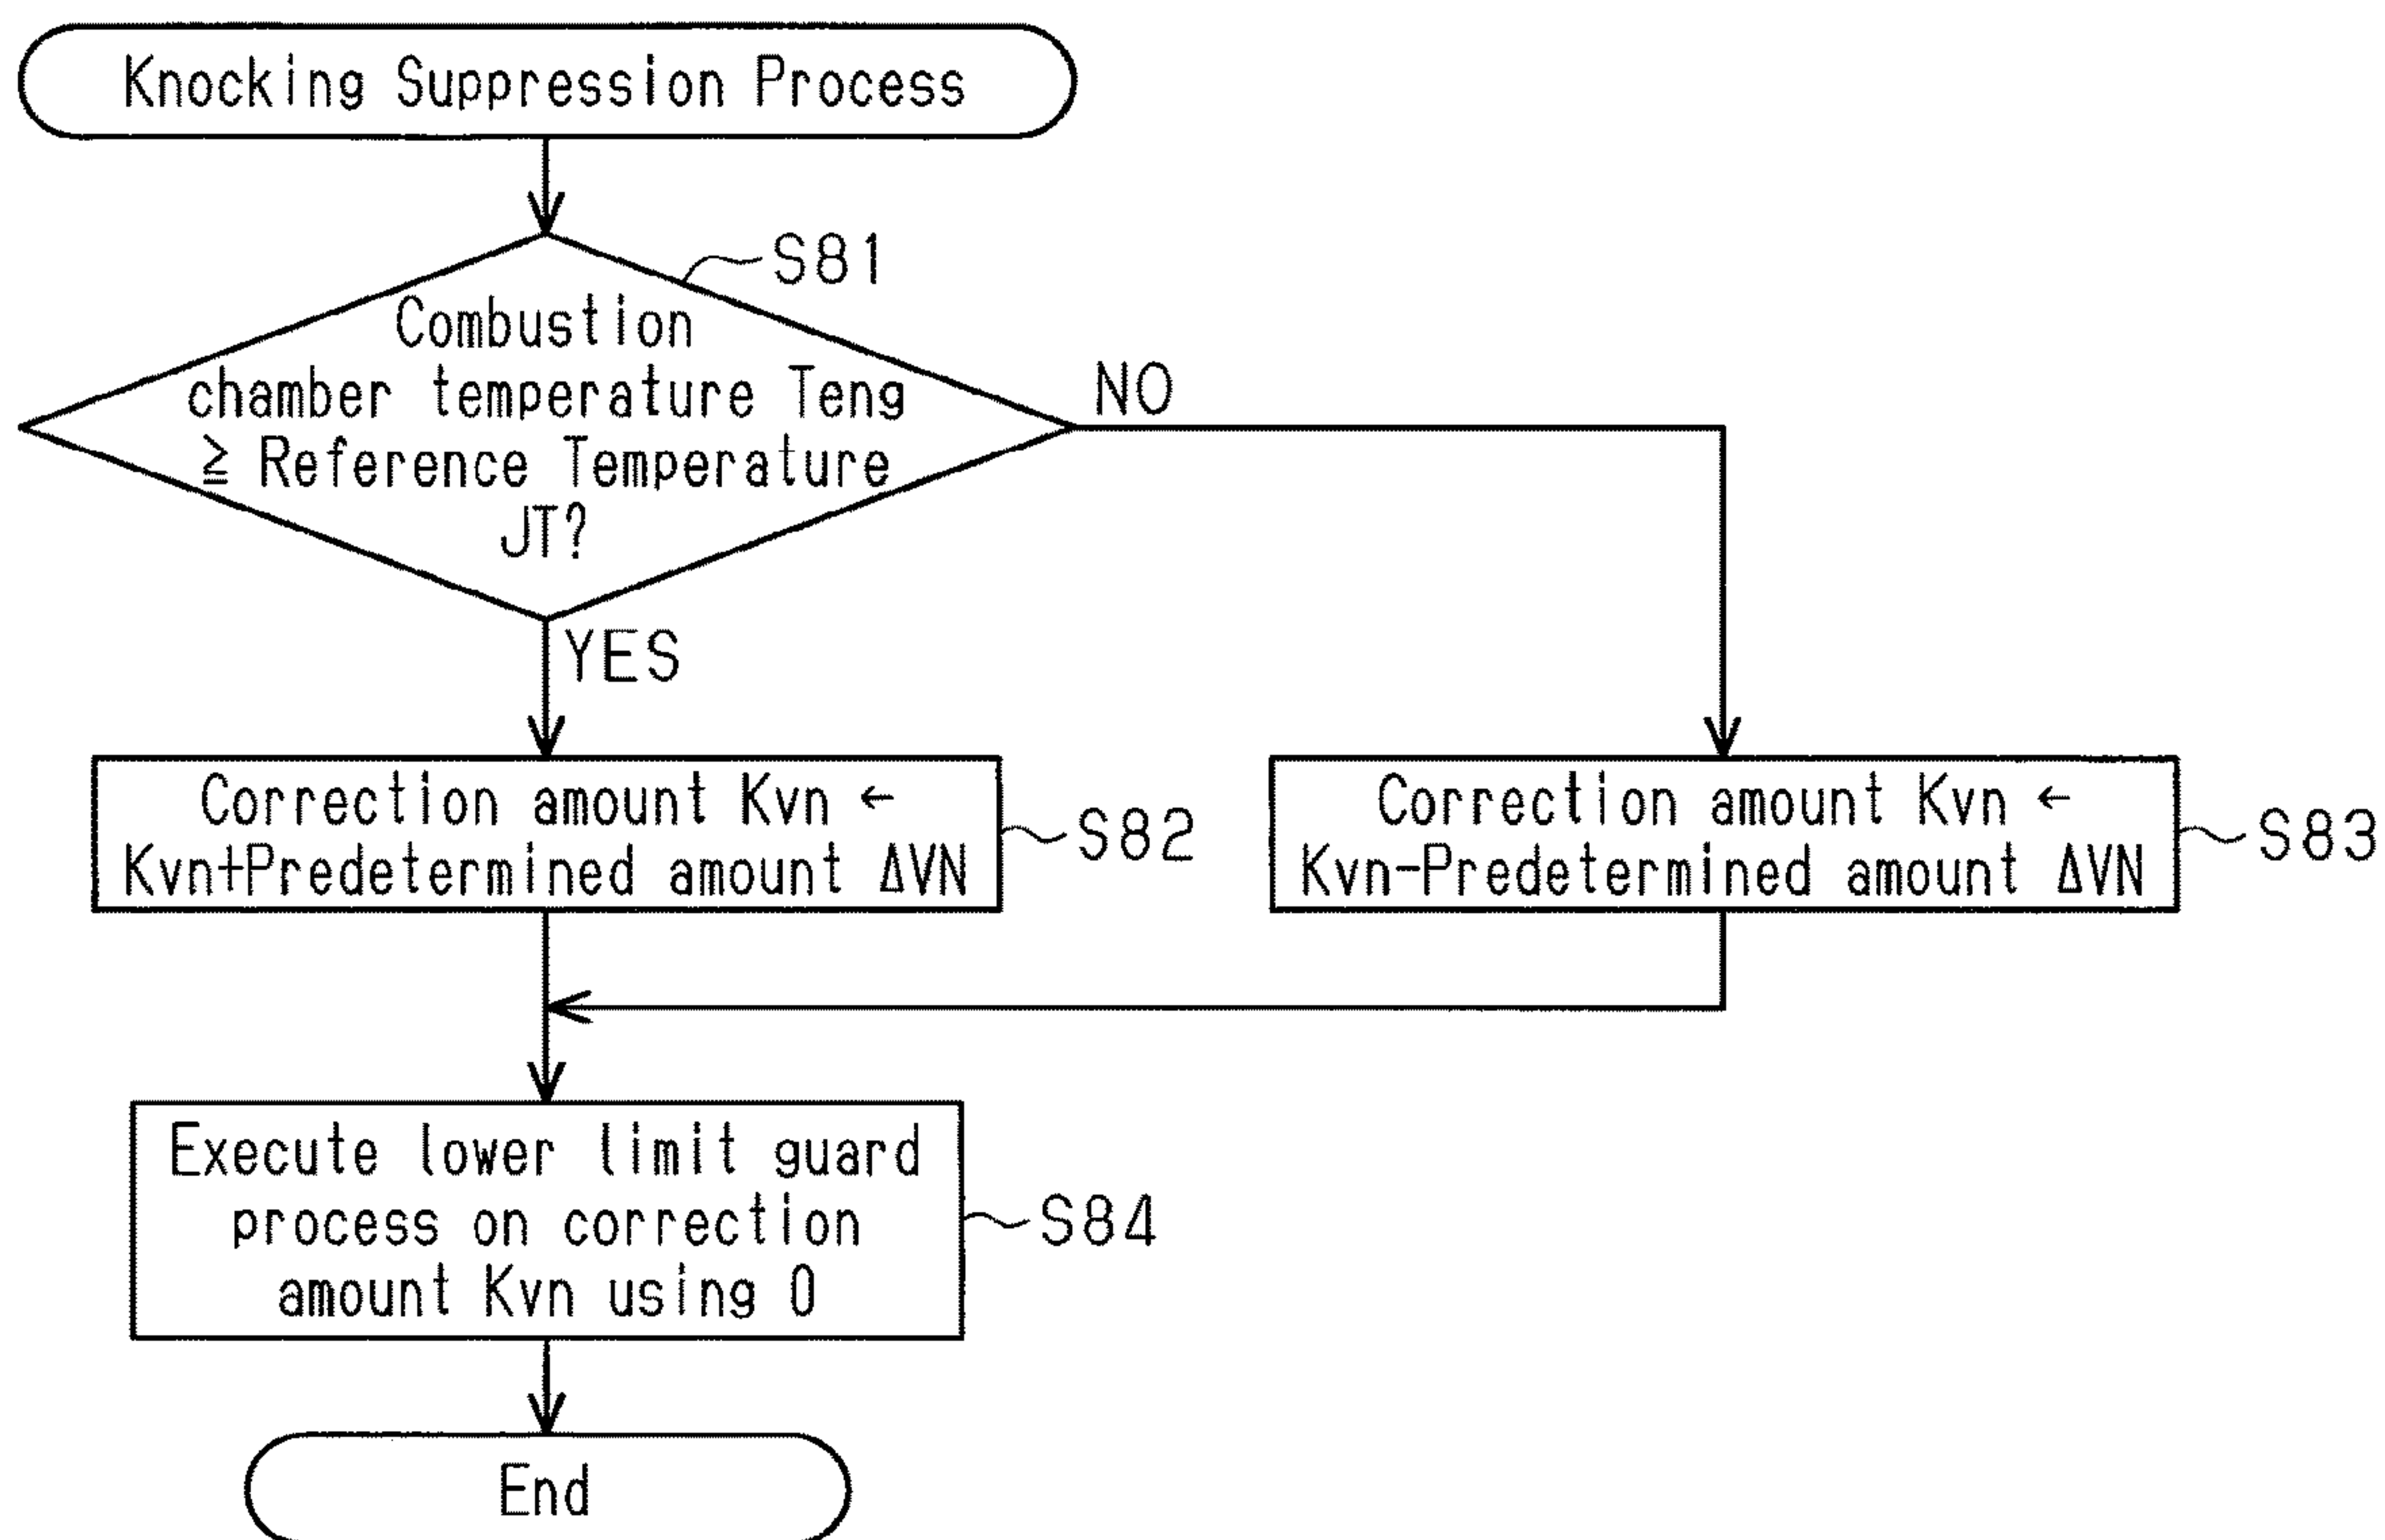 Knocking Suppression Process
S81
Combustion
chamber temperature Teng
≧ Reference Temperature
JT?
NO
YES
Correction amount Kvn ←
Kvn+Predetermined amount ΔVN
S82
Correction amount Kvn ←
Kvn-Predetermined amount ΔVN
S83
Execute lower limit guard
process on correction
amount Kvn using 0
S84
End